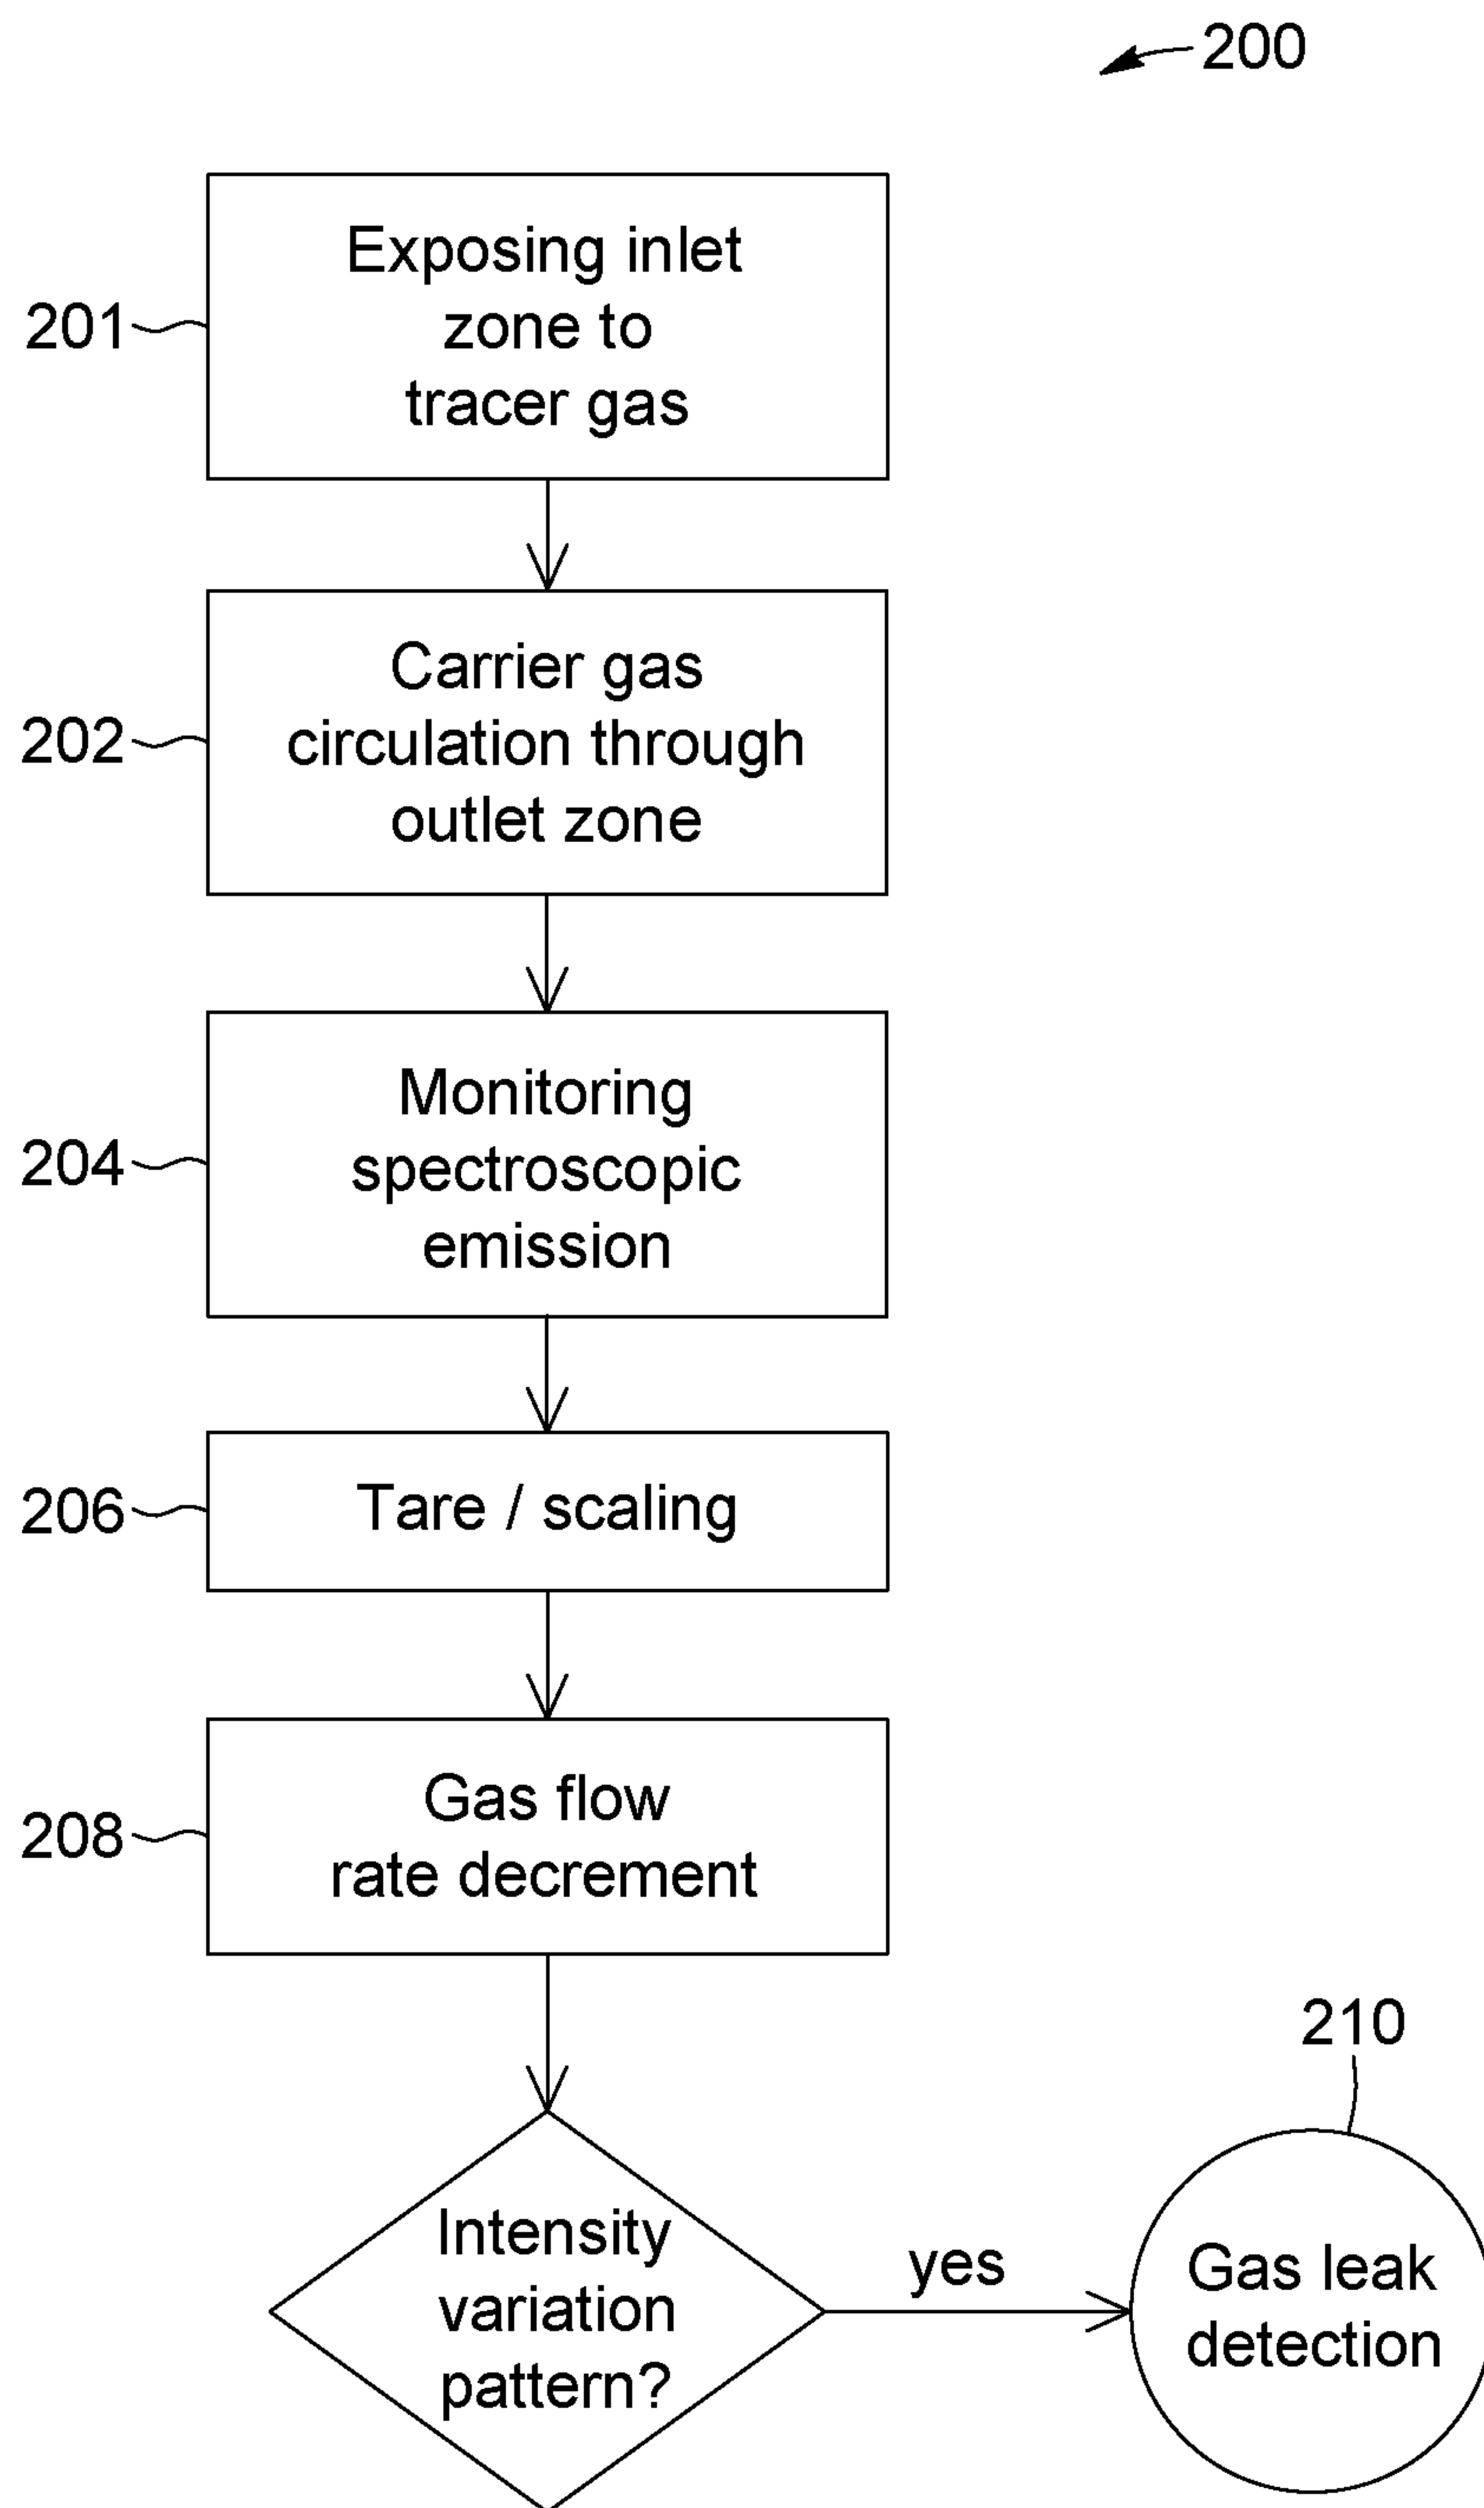 200
Exposing inlet
zone to
tracer gas
201
Carrier gas
circulation through
outlet zone
202
Monitoring
spectroscopic
emission
204
Tare / scaling
206
Gas flow
rate decrement
208
210
Intensity
variation
pattern?
yes
Gas leak
detection